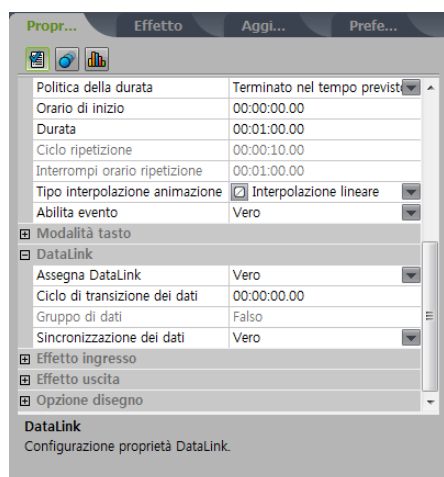 Propr... Effetto Aggi... Prefe...
Politica della durata Terminato nel tempo previst
Orario di inizio 00:00:00.00
Durata 00:01:00.00
Ciclo ripetizione 00:00:10.00
Interrompi orario ripetizione 00:01:00.00
Tipo interpolazione animazione Interpolazione lineare
Abilita evento Vero
Modalità tasto
DataLink
Assegna DataLink Vero
Ciclo di transizione dei dati 00:00:00.00
Gruppo di dati Falso
Sincronizzazione dei dati Vero
Effetto ingresso
Effetto uscita
Opzione disegno
DataLink
Configurazione proprietà DataLink.